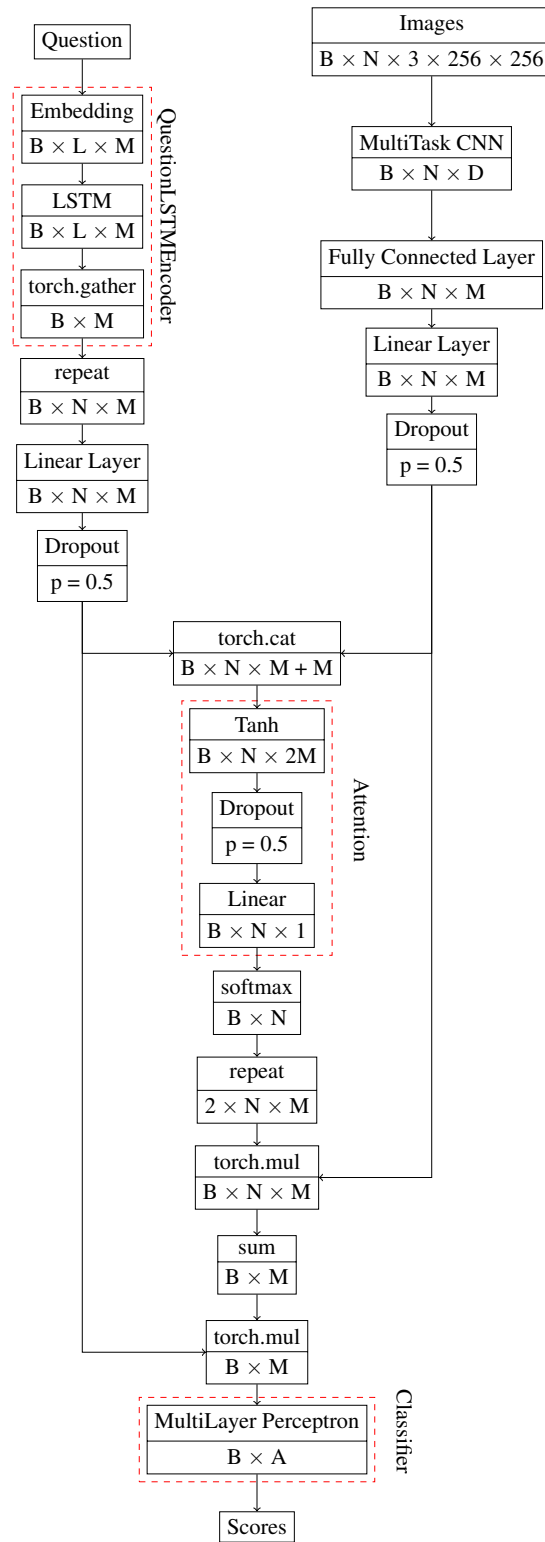 Question
Embedding
B × L × M
LSTM
B × L × M
torch.gather
B × M
QuestionLSTMEncoder
repeat
B × N × M
Linear Layer
B × N × M
Dropout
p = 0.5
Images
B × N × 3 × 256 × 256
MultiTask CNN
B × N × D
Fully Connected Layer
B × N × M
Linear Layer
B × N × M
Dropout
p = 0.5
torch.cat
B × N × M + M
Tanh
B × N × 2M
Dropout
p = 0.5
Linear
B × N × 1
Attention
softmax
B × N
repeat
2 × N × M
torch.mul
B × N × M
sum
B × M
torch.mul
B × M
MultiLayer Perceptron
B × A
Classifier
Scores